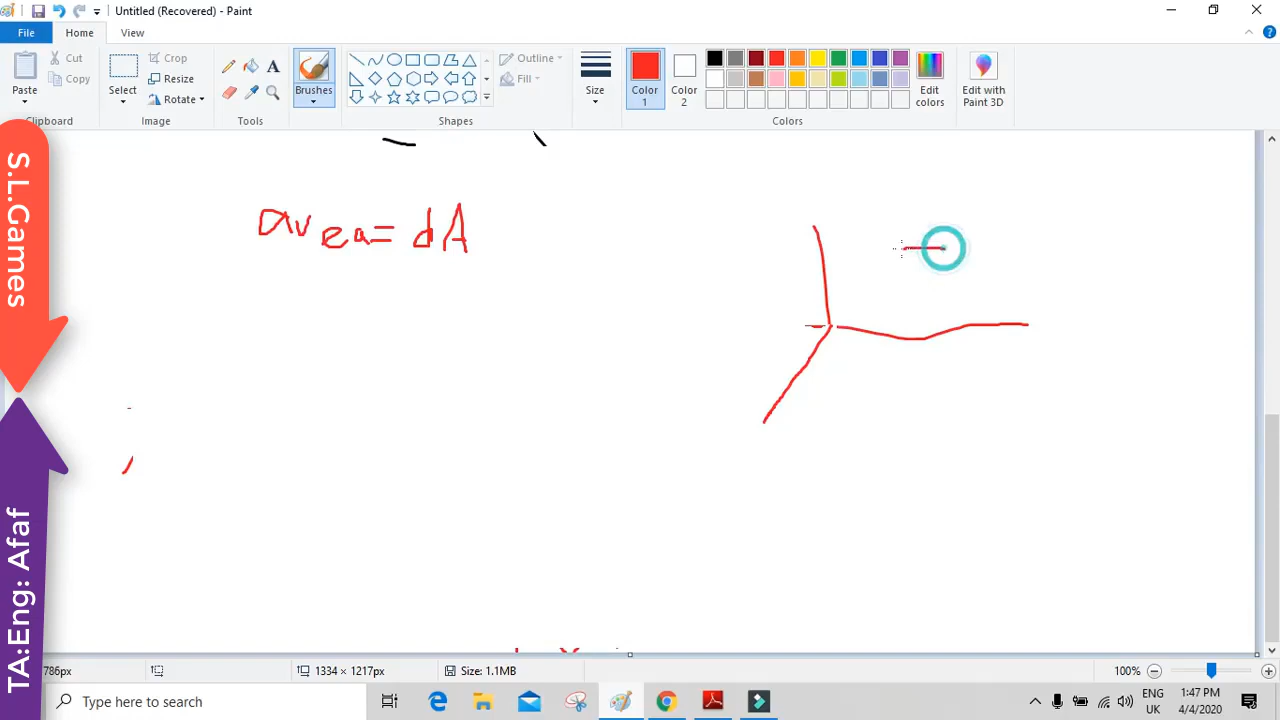 Untitled (Recovered) - Paint
File
Home
View
Paste
Cut
Copy
Clipboard
Select
Crop
Resize
Rotate
Image
A
Tools
Brushes
Shapes
Outline
Fill
Size
Color 1
Color 2
Edit colors
Colors
Edit with Paint 3D
area= dA
S.L.Games
TA:Eng: Afaf
786px
1334 × 1217px
Size: 1.1MB
100%
Type here to search
ENG
UK
1:47 PM
4/4/2020